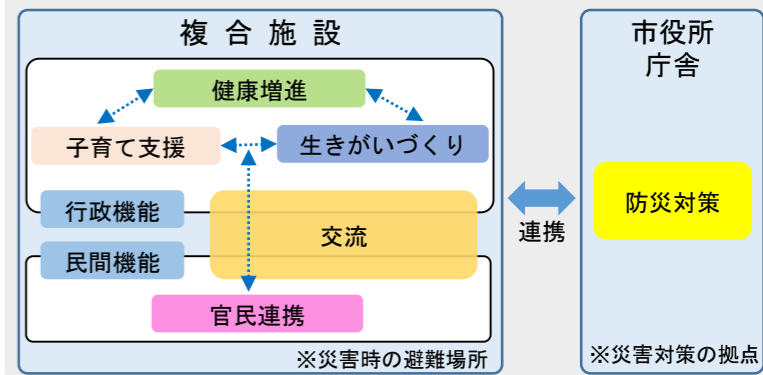 複合施設
健康増進
子育て支援
生きがいづくり
行政機能
交流
民間機能
官民連携
※災害時の避難場所
連携
市役所
庁舎
防災対策
※災害対策の拠点